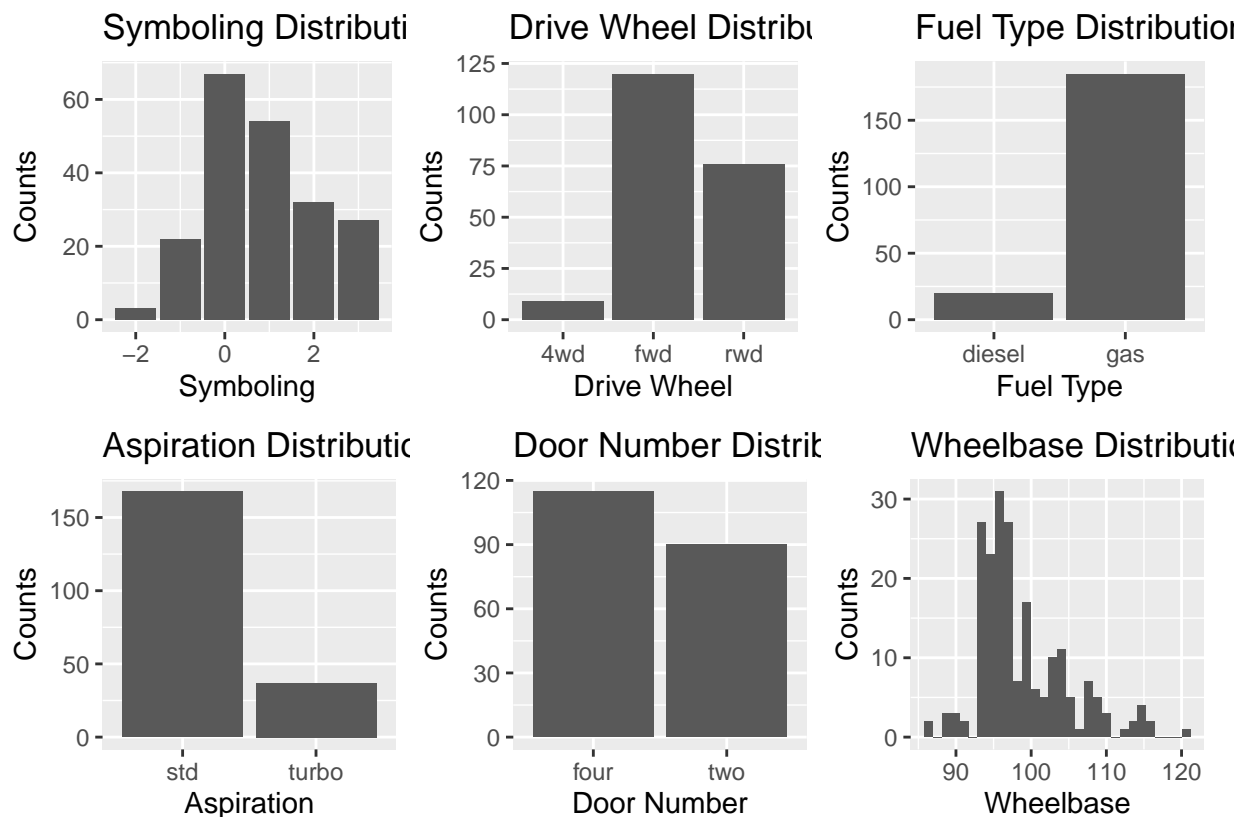 Symboling Distributi
60
40
20
0
Counts
−2
0
2
Symboling
Drive Wheel Distribu
125
100
75
50
25
0
Counts
4wd
fwd
rwd
Drive Wheel
Fuel Type Distribution
150
100
50
0
Counts
diesel
gas
Fuel Type
Aspiration Distributio
150
100
50
0
Counts
std
turbo
Aspiration
Door Number Distrib
120
90
60
30
0
Counts
four
two
Door Number
Wheelbase Distributio
30
20
10
0
Counts
90
100
110
120
Wheelbase